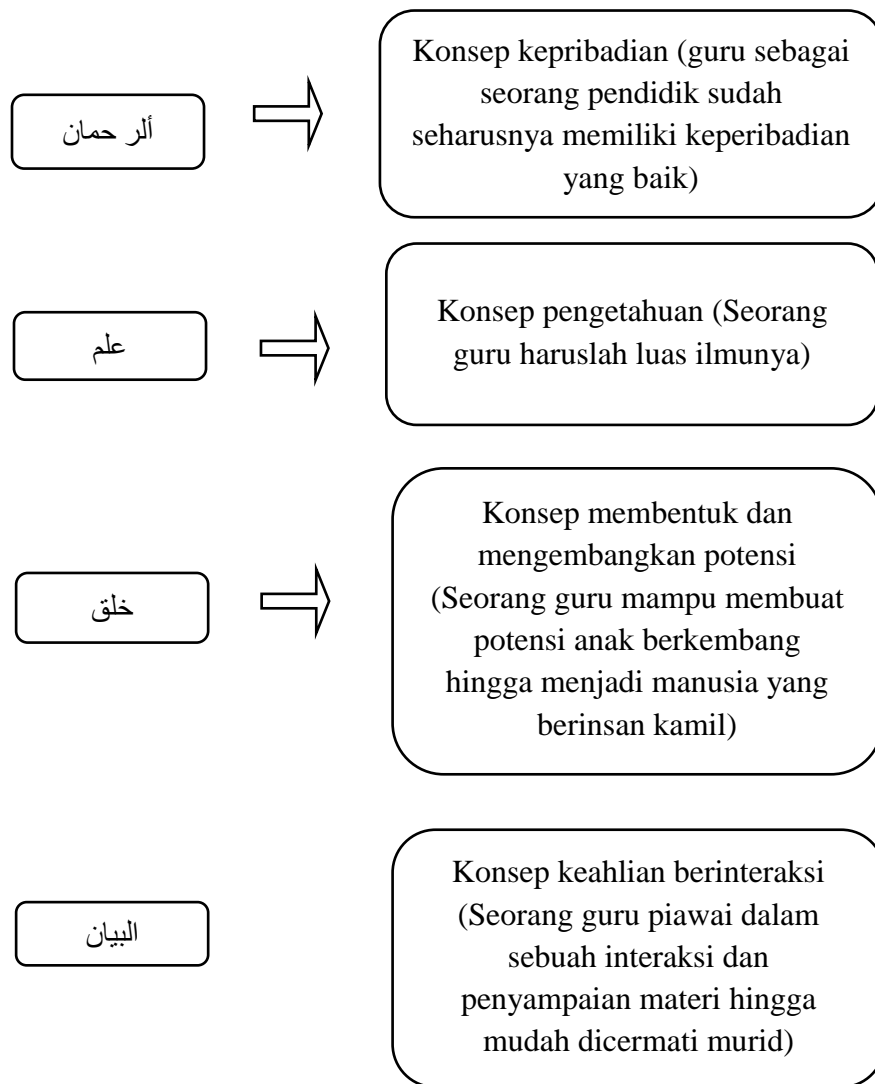 ألر حمان
Konsep kepribadian (guru sebagai
seorang pendidik sudah
seharusnya memiliki keperibadian
yang baik)
علم
Konsep pengetahuan (Seorang
guru haruslah luas ilmunya)
خلق
Konsep membentuk dan
mengembangkan potensi
(Seorang guru mampu membuat
potensi anak berkembang
hingga menjadi manusia yang
berinsan kamil)
البيان
Konsep keahlian berinteraksi
(Seorang guru piawai dalam
sebuah interaksi dan
penyampaian materi hingga
mudah dicermati murid)